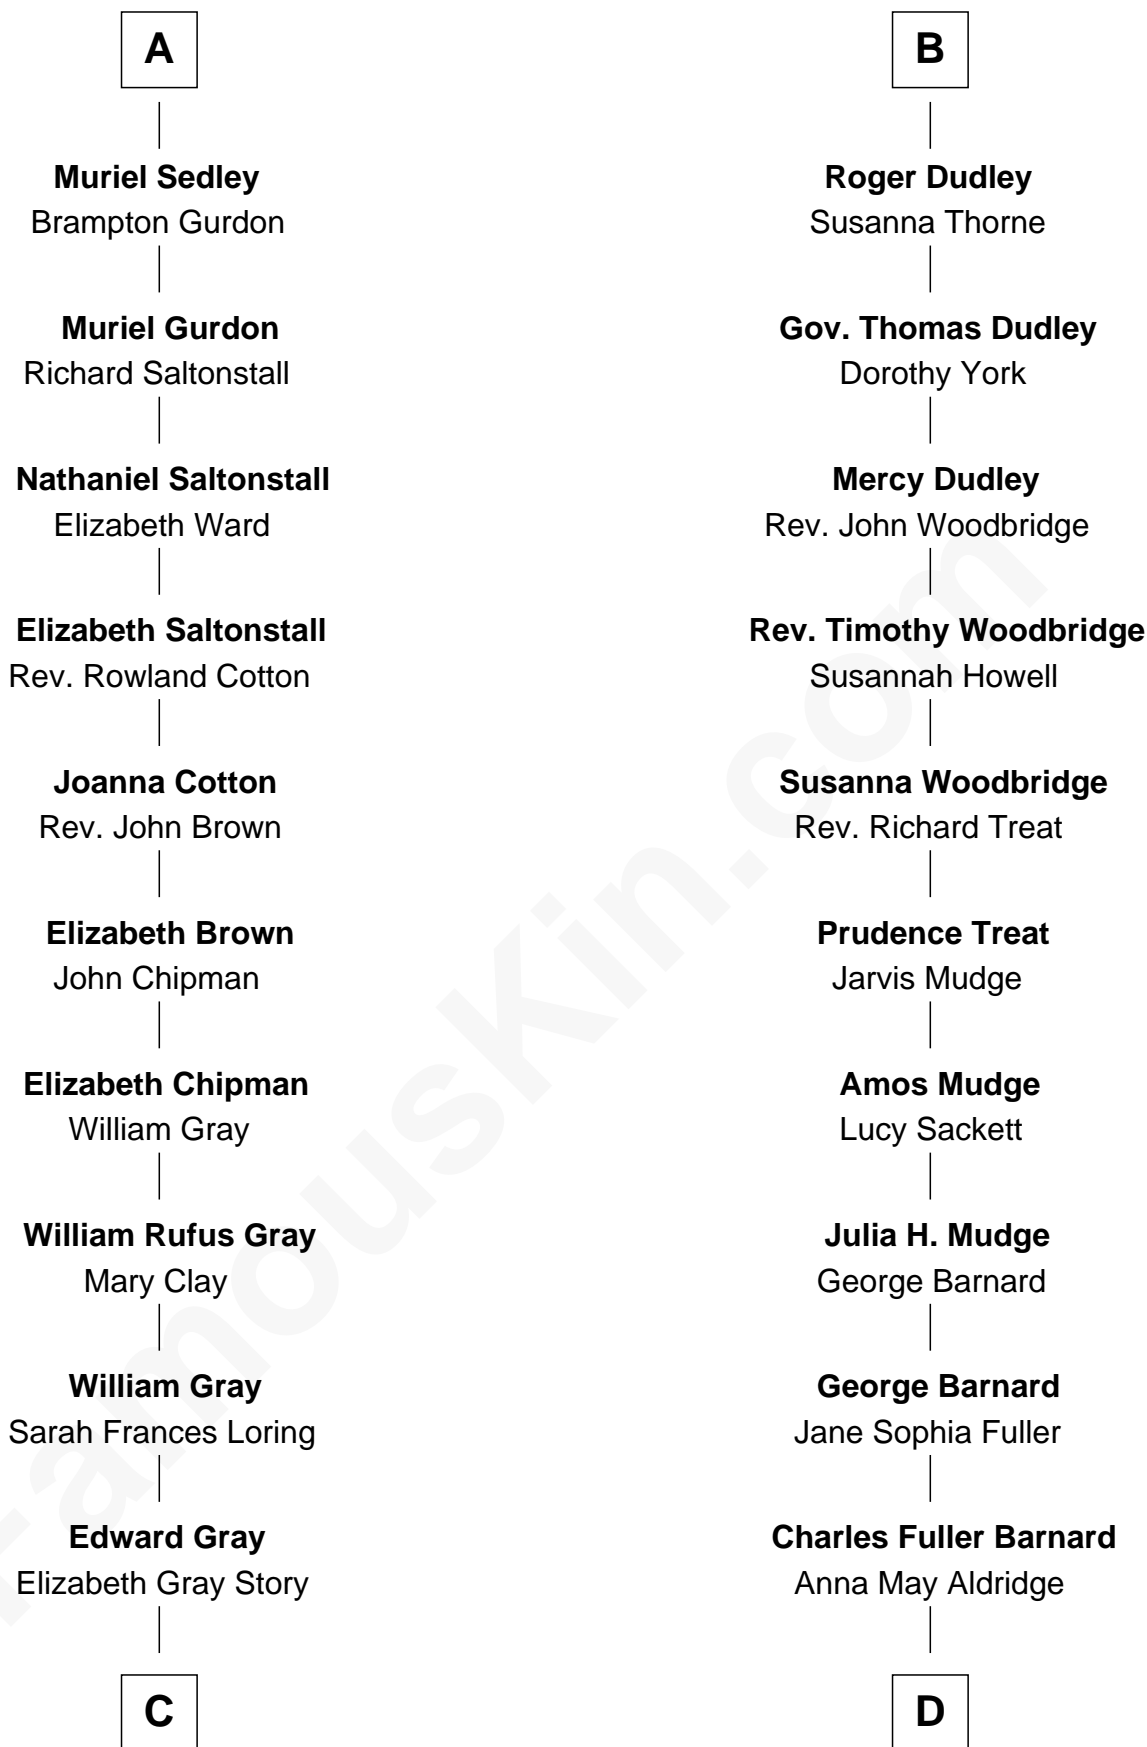 A
Muriel Sedley
Brampton Gurdon
Muriel Gurdon
Richard Saltonstall
Nathaniel Saltonstall
Elizabeth Ward
Elizabeth Saltonstall
Rev. Rowland Cotton
Joanna Cotton
Rev. John Brown
Elizabeth Brown
John Chipman
Elizabeth Chipman
William Gray
William Rufus Gray
Mary Clay
William Gray
Sarah Frances Loring
Edward Gray
Elizabeth Gray Story
C
B
Roger Dudley
Susanna Thorne
Gov. Thomas Dudley
Dorothy York
Mercy Dudley
Rev. John Woodbridge
Rev. Timothy Woodbridge
Susannah Howell
Susanna Woodbridge
Rev. Richard Treat
Prudence Treat
Jarvis Mudge
Amos Mudge
Lucy Sackett
Julia H. Mudge
George Barnard
George Barnard
Jane Sophia Fuller
Charles Fuller Barnard
Anna May Aldridge
D
FamousKin.com